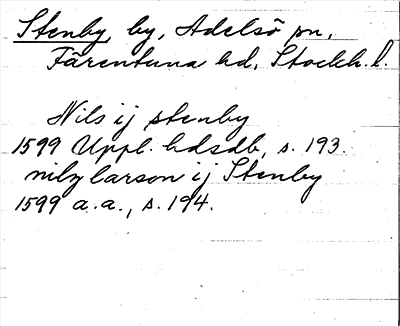 Stenby, by, Adelsö sn,
Färentuna hd, Stockh. l.
Nils ij stenby
1599 Uppl. hdsdb, s. 193.
nilz larson ij Stenby
1599 a.a., s. 194.